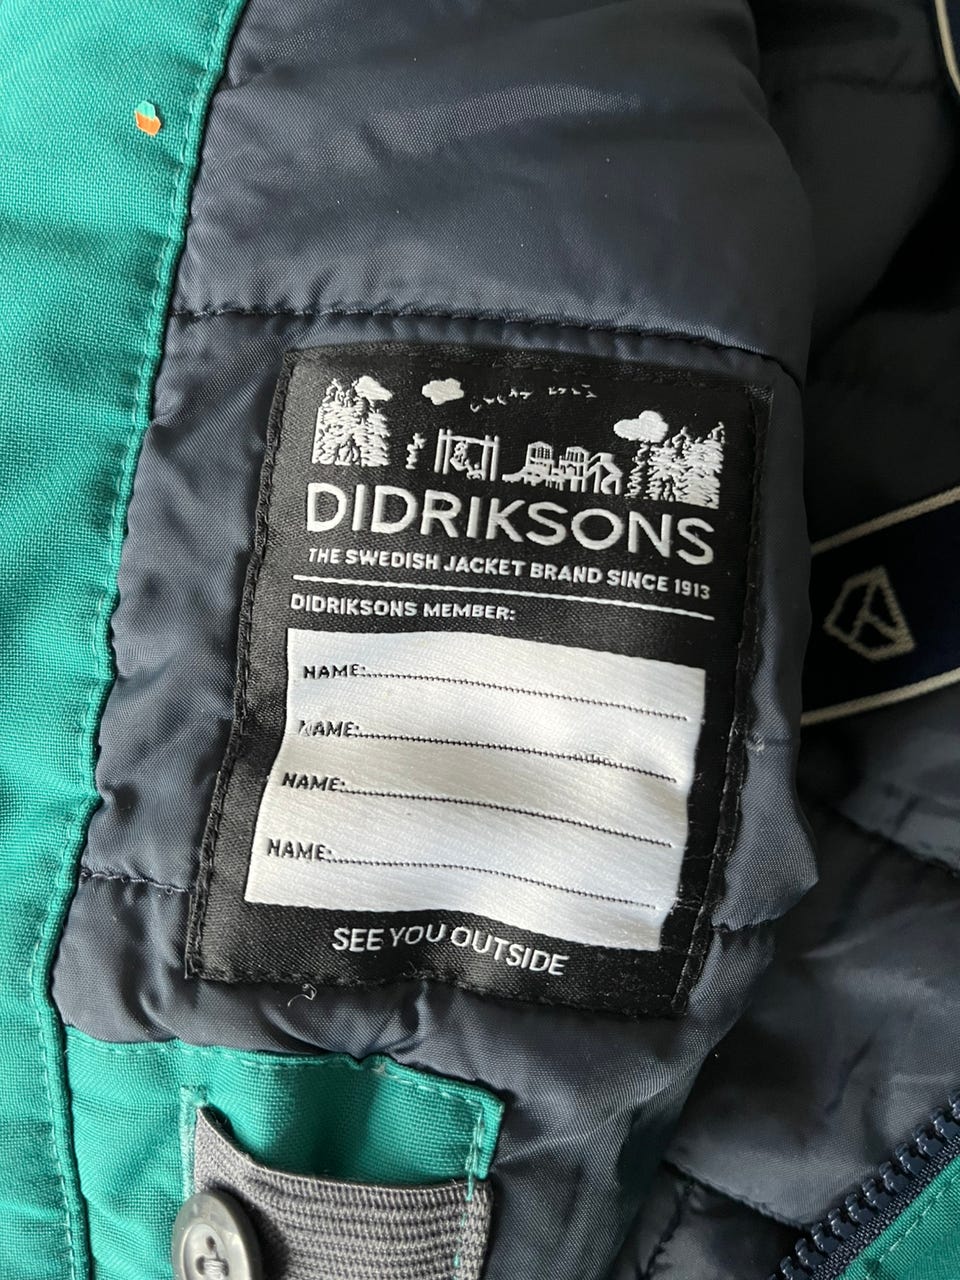 DIDRIKSONS
THE SWEDISH JACKET BRAND SINCE 1913
DIDRIKSONS MEMBER:
NAME:
NAME:
NAME:
NAME:
SEE YOU OUTSIDE